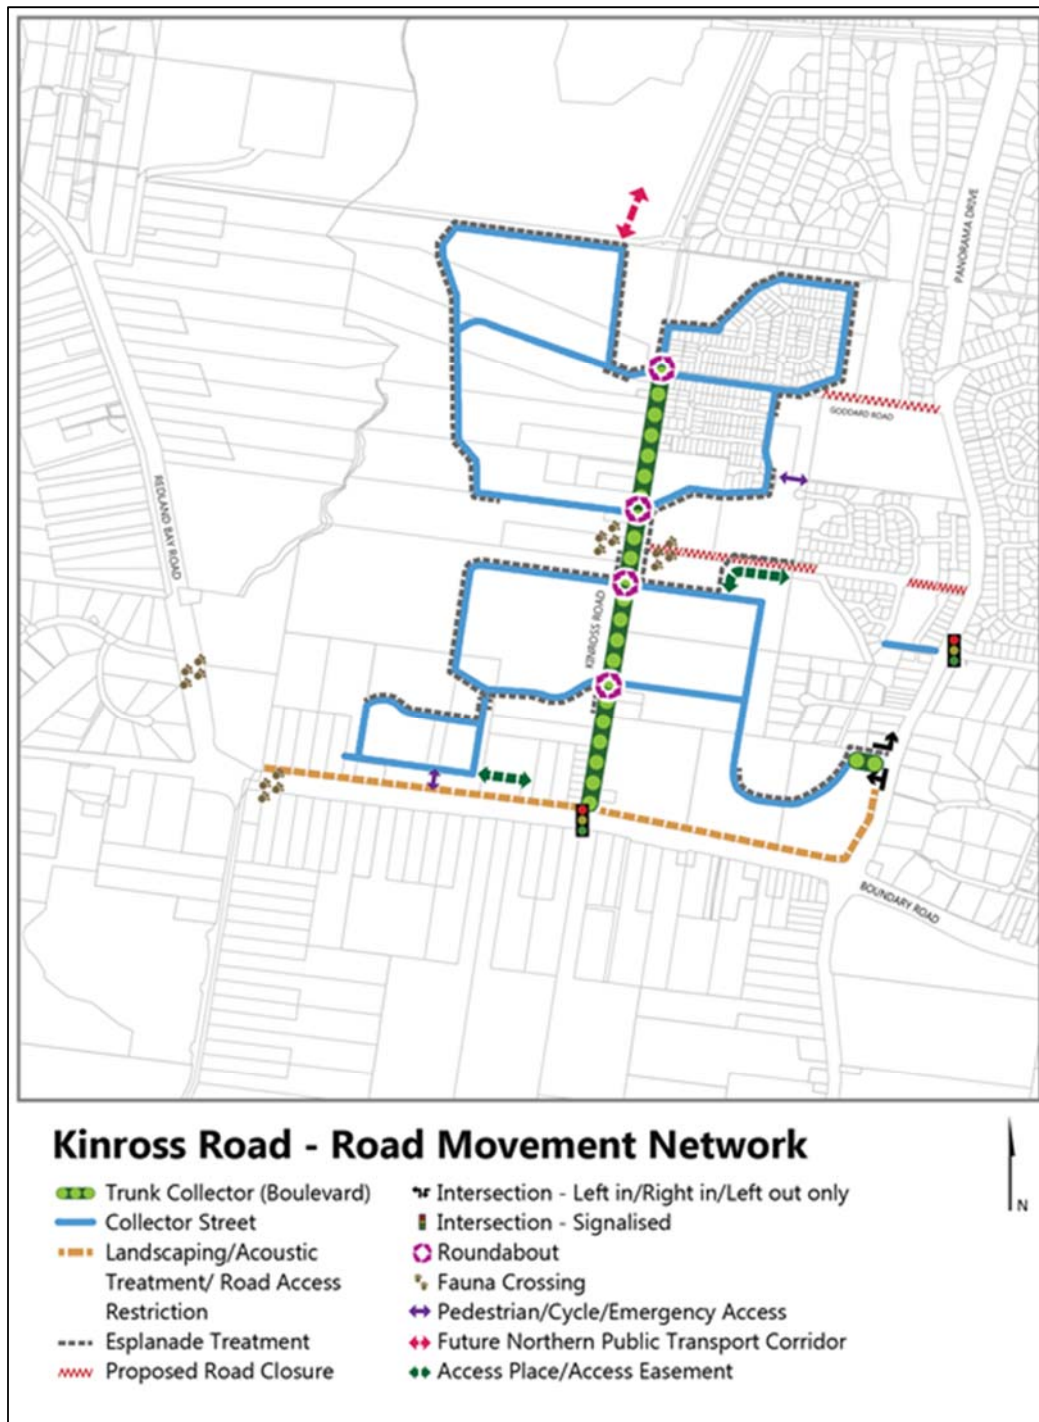 PANORAMA DRIVE
GODDARD ROAD
REDLAND BAY ROAD
KINROSS ROAD
BOUNDARY ROAD
Kinross Road - Road Movement Network
Trunk Collector (Boulevard)
Collector Street
Landscaping/Acoustic
Treatment/ Road Access
Restriction
Esplanade Treatment
Proposed Road Closure
Intersection - Left in/Right in/Left out only
Intersection - Signalised
Roundabout
Fauna Crossing
Pedestrian/Cycle/Emergency Access
Future Northern Public Transport Corridor
Access Place/Access Easement
N